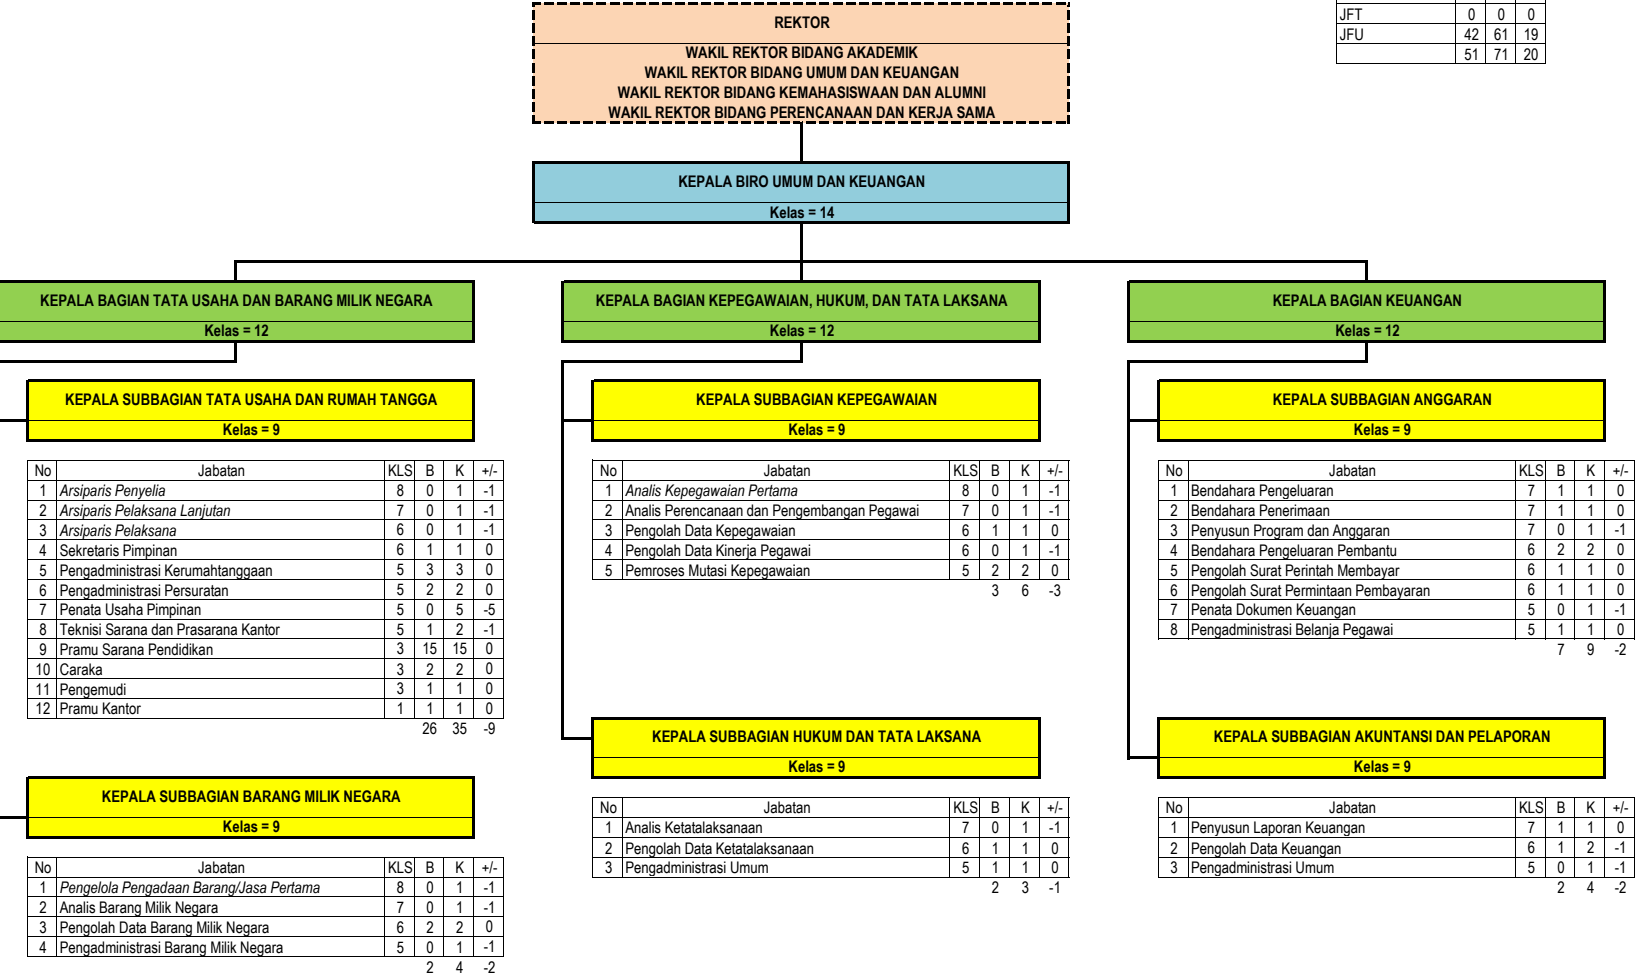 REKTOR
WAKIL REKTOR BIDANG AKADEMIK
WAKIL REKTOR BIDANG UMUM DAN KEUANGAN
WAKIL REKTOR BIDANG KEMAHASISWAAN DAN ALUMNI
WAKIL REKTOR BIDANG PERENCANAAN DAN KERJA SAMA
JFT 0 0 0
JFU 42 61 19
51 71 20
KEPALA BIRO UMUM DAN KEUANGAN
Kelas = 14
KEPALA BAGIAN TATA USAHA DAN BARANG MILIK NEGARA
Kelas = 12
KEPALA SUBBAGIAN TATA USAHA DAN RUMAH TANGGA
Kelas = 9
No Jabatan KLS B K +/-
1 Arsiparis Penyelia 8 0 1 -1
2 Arsiparis Pelaksana Lanjutan 7 0 1 -1
3 Arsiparis Pelaksana 6 0 1 -1
4 Sekretaris Pimpinan 6 1 1 0
5 Pengadministrasi Kerumahtanggaan 5 3 3 0
6 Pengadministrasi Persuratan 5 2 2 0
7 Penata Usaha Pimpinan 5 0 5 -5
8 Teknisi Sarana dan Prasarana Kantor 5 1 2 -1
9 Pramu Sarana Pendidikan 3 15 15 0
10 Caraka 3 2 2 0
11 Pengemudi 3 1 1 0
12 Pramu Kantor 1 1 1 0
26 35 -9
KEPALA SUBBAGIAN BARANG MILIK NEGARA
Kelas = 9
No Jabatan KLS B K +/-
1 Pengelola Pengadaan Barang/Jasa Pertama 8 0 1 -1
2 Analis Barang Milik Negara 7 0 1 -1
3 Pengolah Data Barang Milik Negara 6 2 2 0
4 Pengadministrasi Barang Milik Negara 5 0 1 -1
2 4 -2
KEPALA BAGIAN KEPEGAWAIAN, HUKUM, DAN TATA LAKSANA
Kelas = 12
KEPALA SUBBAGIAN KEPEGAWAIAN
Kelas = 9
No Jabatan KLS B K +/-
1 Analis Kepegawaian Pertama 8 0 1 -1
2 Analis Perencanaan dan Pengembangan Pegawai 7 0 1 -1
3 Pengolah Data Kepegawaian 6 1 1 0
4 Pengolah Data Kinerja Pegawai 6 0 1 -1
5 Pemroses Mutasi Kepegawaian 5 2 2 0
3 6 -3
KEPALA SUBBAGIAN HUKUM DAN TATA LAKSANA
Kelas = 9
No Jabatan KLS B K +/-
1 Analis Ketatalaksanaan 7 0 1 -1
2 Pengolah Data Ketatalaksanaan 6 1 1 0
3 Pengadministrasi Umum 5 1 1 0
2 3 -1
KEPALA BAGIAN KEUANGAN
Kelas = 12
KEPALA SUBBAGIAN ANGGARAN
Kelas = 9
No Jabatan KLS B K +/-
1 Bendahara Pengeluaran 7 1 1 0
2 Bendahara Penerimaan 7 1 1 0
3 Penyusun Program dan Anggaran 7 0 1 -1
4 Bendahara Pengeluaran Pembantu 6 2 2 0
5 Pengolah Surat Perintah Membayar 6 1 1 0
6 Pengolah Surat Permintaan Pembayaran 6 1 1 0
7 Penata Dokumen Keuangan 5 0 1 -1
8 Pengadministrasi Belanja Pegawai 5 1 1 0
7 9 -2
KEPALA SUBBAGIAN AKUNTANSI DAN PELAPORAN
Kelas = 9
No Jabatan KLS B K +/-
1 Penyusun Laporan Keuangan 7 1 1 0
2 Pengolah Data Keuangan 6 1 2 -1
3 Pengadministrasi Umum 5 0 1 -1
2 4 -2